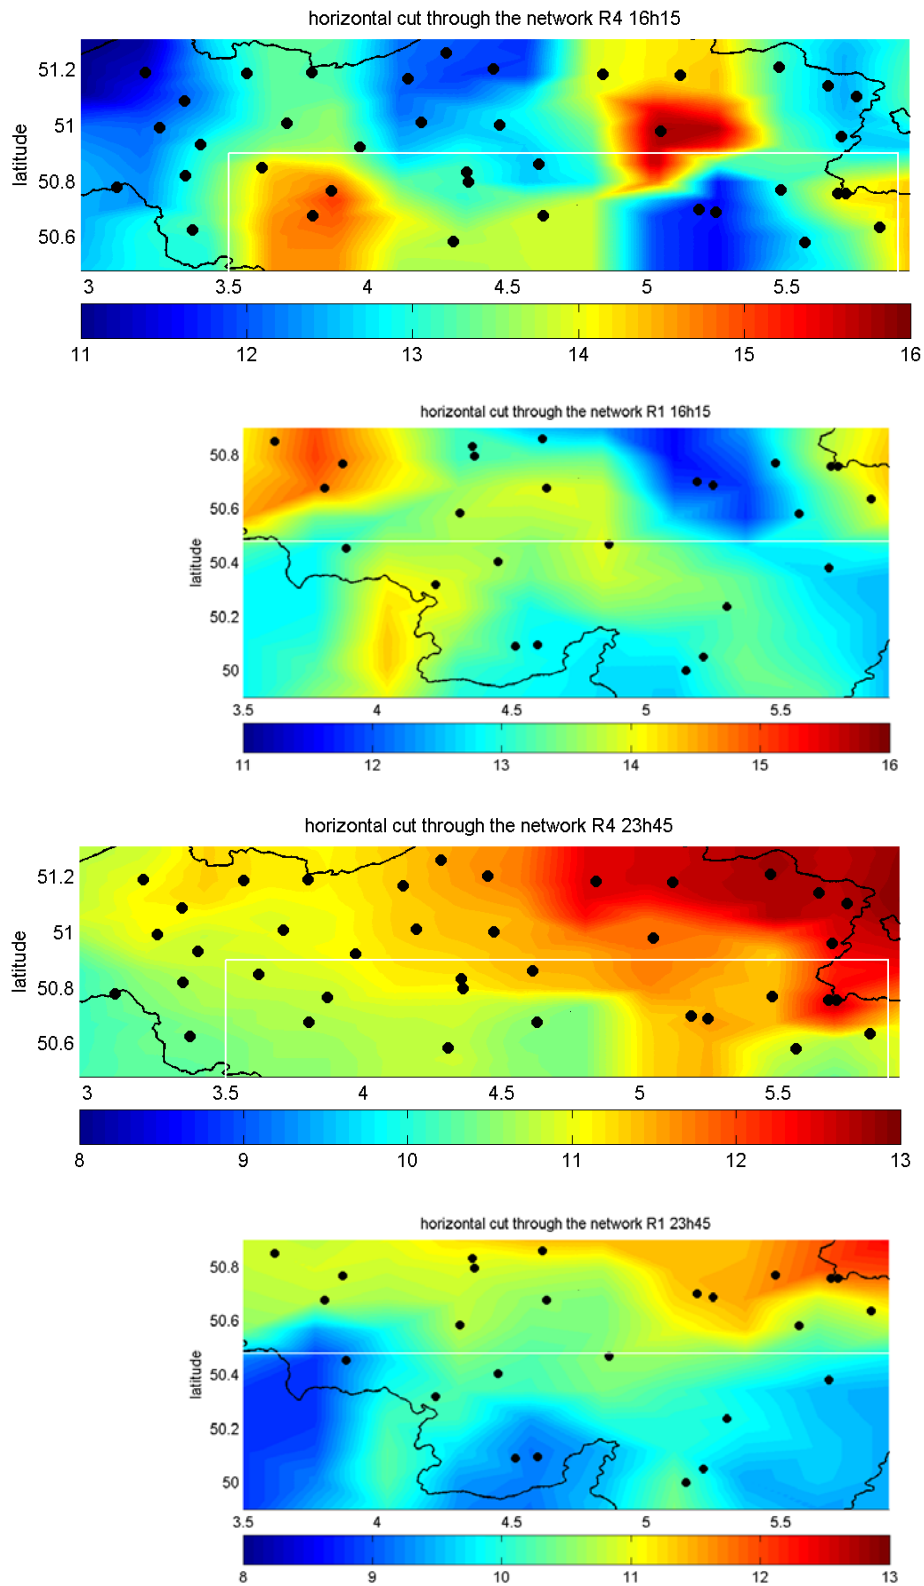 horizontal cut through the network R4 16h15
51.2
51
50.8
50.6
latitude
3 3.5 4 4.5 5 5.5
11 12 13 14 15 16
horizontal cut through the network R1 16h15
50.8
50.6
50.4
50.2
50
latitude
3.5 4 4.5 5 5.5
11 12 13 14 15 16
horizontal cut through the network R4 23h45
51.2
51
50.8
50.6
latitude
3 3.5 4 4.5 5 5.5
8 9 10 11 12 13
horizontal cut through the network R1 23h45
50.8
50.6
50.4
50.2
50
latitude
3.5 4 4.5 5 5.5
8 9 10 11 12 13